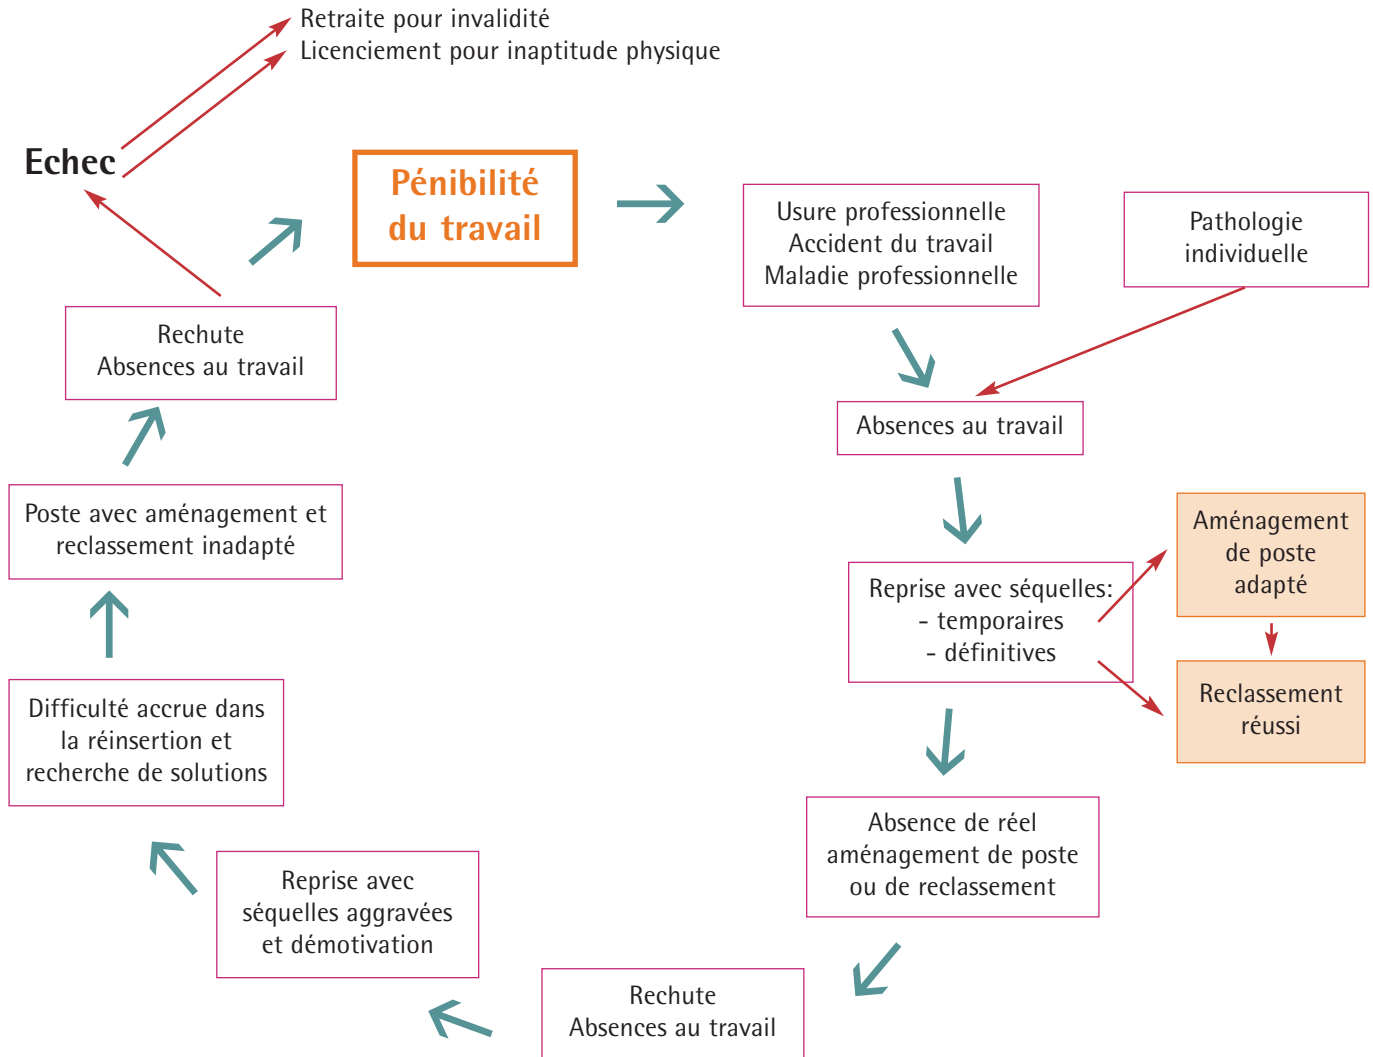 Retraite pour invalidité
Licenciement pour inaptitude physique
Echec
Pénibilité
du travail
Usure professionnelle
Accident du travail
Maladie professionnelle
Pathologie
individuelle
Rechute
Absences au travail
Absences au travail
Poste avec aménagement et
reclassement inadapté
Aménagement
de poste
adapté
Reprise avec séquelles:
- temporaires
- définitives
Reclassement
réussi
Difficulté accrue dans
la réinsertion et
recherche de solutions
Absence de réel
aménagement de poste
ou de reclassement
Reprise avec
séquelles aggravées
et démotivation
Rechute
Absences au travail